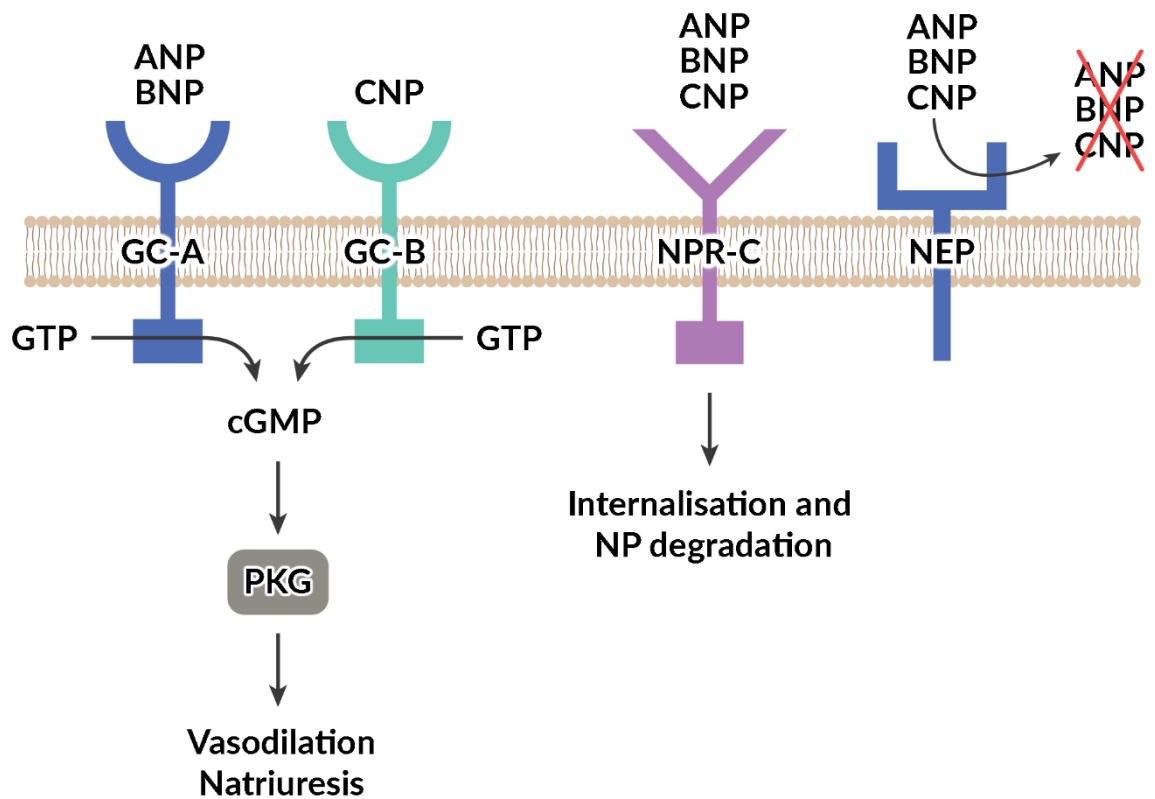 ANP
BNP
CNP
ANP
BNP
CNP
ANP
BNP
CNP
ANP
BNP
CNP
GC-A
GC-B
NPR-C
NEP
GTP
GTP
cGMP
PKG
Internalisation and
NP degradation
Vasodilation
Natriuresis